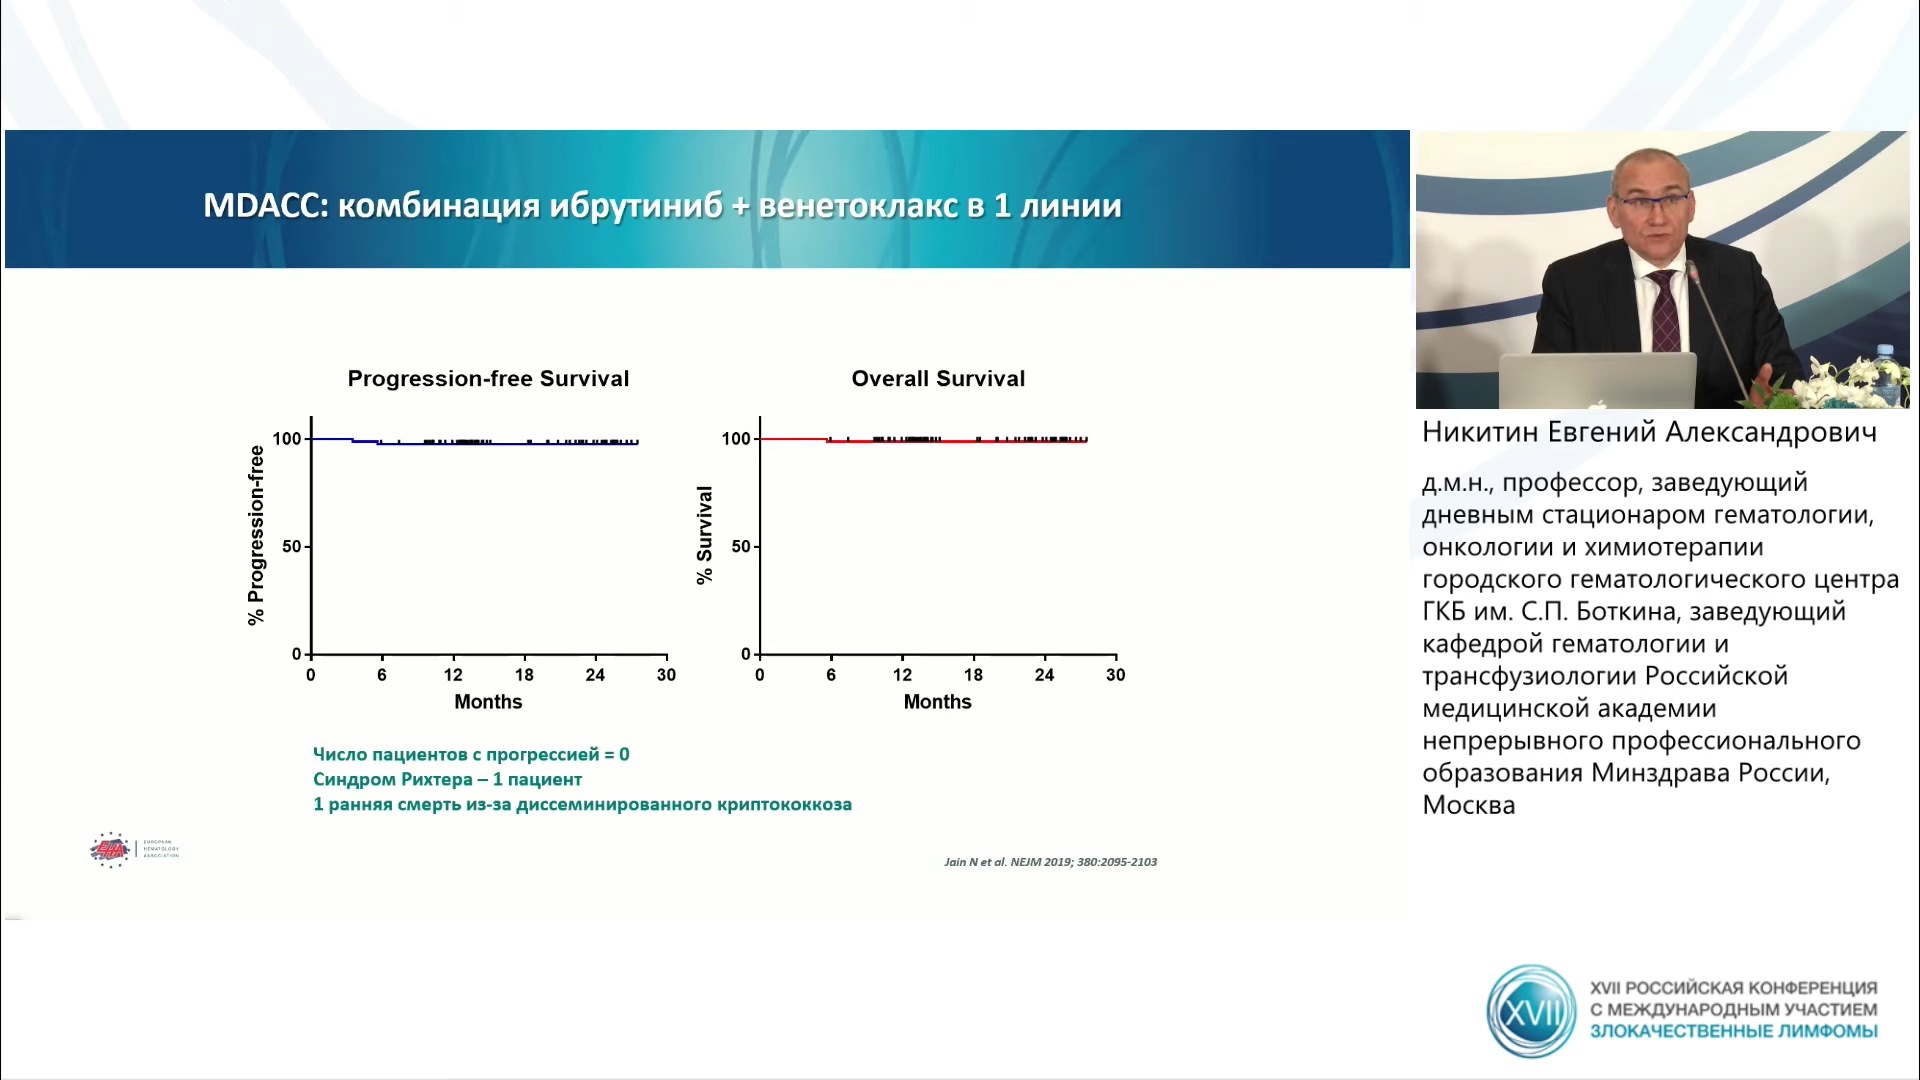 MDACC: комбинация ибрутиниб + венетоклакс в 1 линии
Progression-free Survival
% Progression-free
100
50
0
0 6 12 18 24 30
Months
Overall Survival
% Survival
100
50
0
0 6 12 18 24 30
Months
Число пациентов с прогрессией = 0
Синдром Рихтера – 1 пациент
1 ранняя смерть из-за диссеминированного криптококкоза
EHA
EUROPEAN
HEMATOLOGY
ASSOCIATION
Jain N et al. NEJM 2019; 380:2095-2103
Никитин Евгений Александрович
д.м.н., профессор, заведующий
дневным стационаром гематологии,
онкологии и химиотерапии
городского гематологического центра
ГКБ им. С.П. Боткина, заведующий
кафедрой гематологии и
трансфузиологии Российской
медицинской академии
непрерывного профессионального
образования Минздрава России,
Москва
XVII
XVII РОССИЙСКАЯ КОНФЕРЕНЦИЯ
С МЕЖДУНАРОДНЫМ УЧАСТИЕМ
ЗЛОКАЧЕСТВЕННЫЕ ЛИМФОМЫ